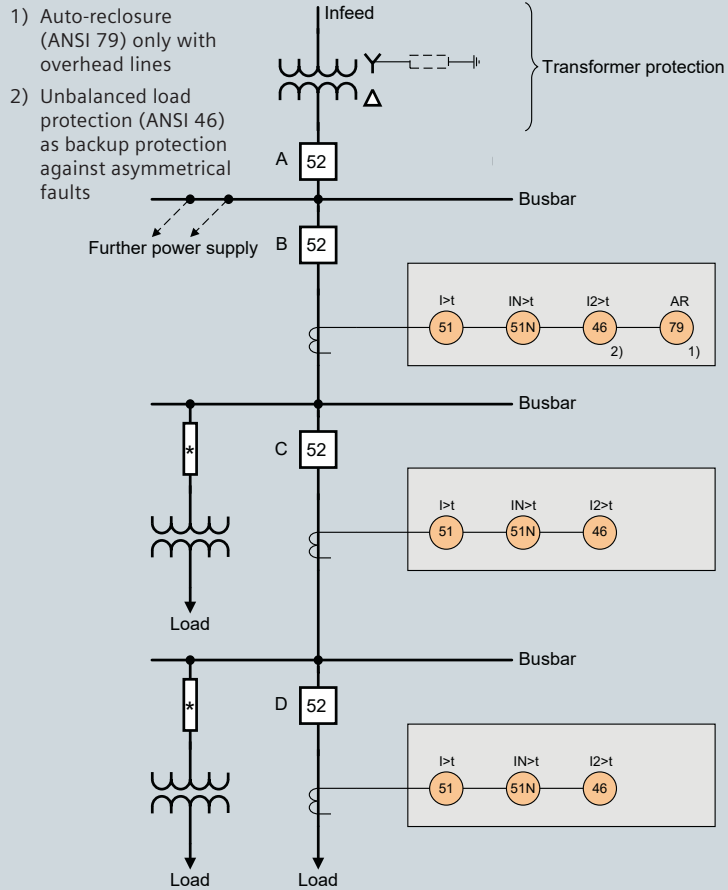 1) Auto-reclosure
(ANSI 79) only with
overhead lines
2) Unbalanced load
protection (ANSI 46)
as backup protection
against asymmetrical
faults
Infeed
Transformer protection
A 52
Busbar
Further power supply
B 52
I>t IN>t I2>t AR
51 51N 46 79
2) 1)
Busbar
* C 52
I>t IN>t I2>t
51 51N 46
Load
Busbar
* D 52
I>t IN>t I2>t
51 51N 46
Load Load